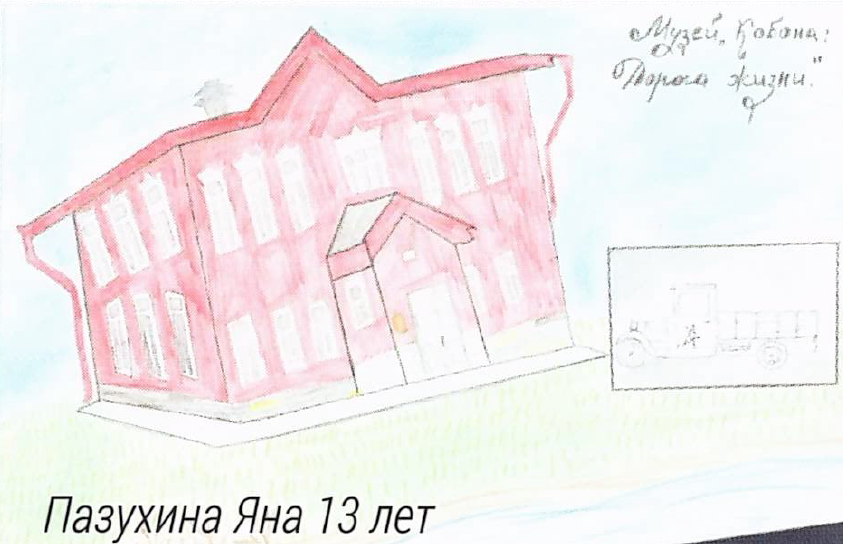 Музей „Кобона:
"Дорога жизни."
Пазухина Яна 13 лет